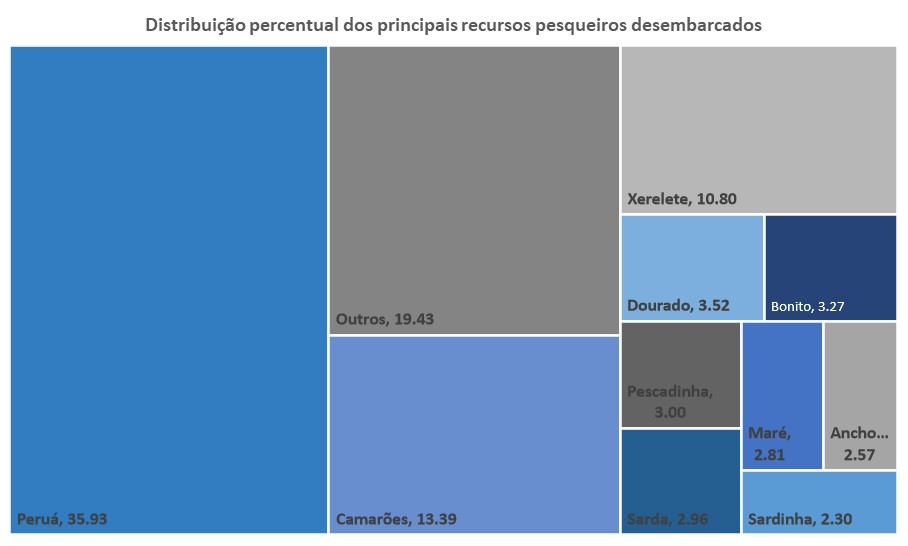 Distribuição percentual dos principais recursos pesqueiros desembarcados
Xerelete, 10.80
Dourado, 3.52
Bonito, 3.27
Outros, 19.43
Pescadinha,
3.00
Maré,
2.81
Ancho...
2.57
Peruá, 35.93
Camarões, 13.39
Sarda, 2.96
Sardinha, 2.30